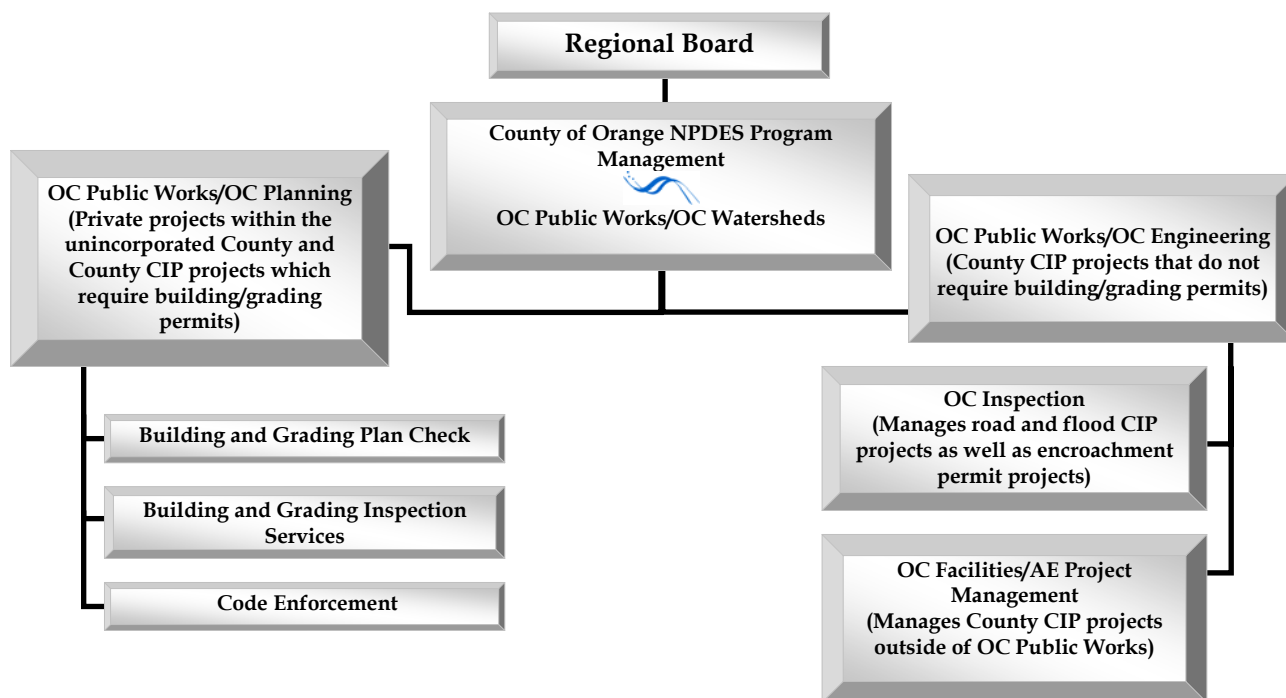 Regional Board
County of Orange NPDES Program
Management
OC Public Works/OC Watersheds
OC Public Works/OC Planning
(Private projects within the
unincorporated County and
County CIP projects which
require building/grading
permits)
OC Public Works/OC Engineering
(County CIP projects that do not
require building/grading permits)
Building and Grading Plan Check
Building and Grading Inspection
Services
Code Enforcement
OC Inspection
(Manages road and flood CIP
projects as well as encroachment
permit projects)
OC Facilities/AE Project
Management
(Manages County CIP projects
outside of OC Public Works)